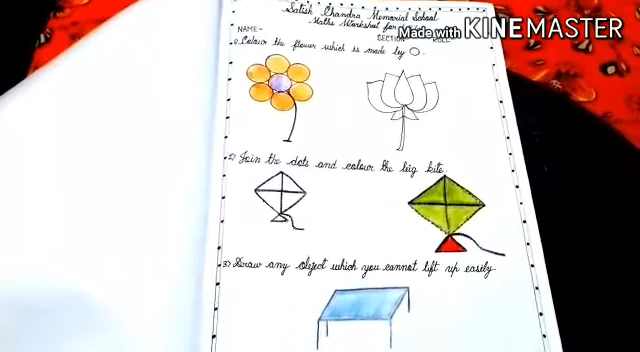 Satish Chandra Memorial School
Maths Worksheet for
Made with KINEMASTER
NAME-
SECTION- ROLL-
1) Colour the flower which is made by ○.
2) Join the dots and colour the big kite.
3) Draw any object which you cannot lift up easily